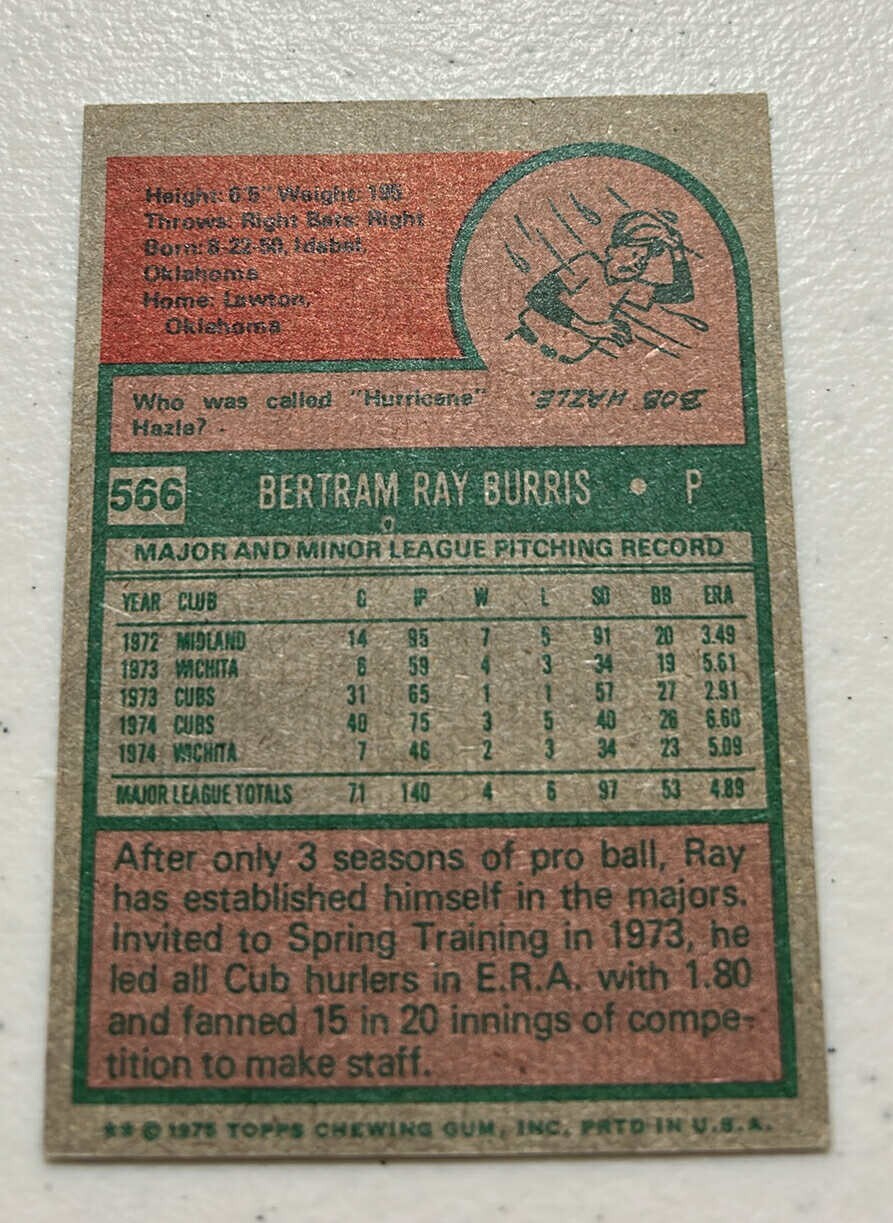 Height: 6'5" Weight: 195
Throws: Right Bats: Right
Born: 8-22-50, Idabel,
Oklahoma
Home: Lawton,
Oklahoma
Who was called "Hurricane"
Hazle?
BOB HAZLE.
566 BERTRAM RAY BURRIS • P
MAJOR AND MINOR LEAGUE PITCHING RECORD
YEAR CLUB G IP W L SO BB ERA
1972 MIDLAND 14 95 7 5 91 20 3.49
1973 WICHITA 6 59 4 3 34 19 5.61
1973 CUBS 31 65 1 1 57 27 2.91
1974 CUBS 40 75 3 5 40 26 6.60
1974 WICHITA 7 46 2 3 34 23 5.09
MAJOR LEAGUE TOTALS 71 140 4 6 97 53 4.89
After only 3 seasons of pro ball, Ray
has established himself in the majors.
Invited to Spring Training in 1973, he
led all Cub hurlers in E.R.A. with 1.80
and fanned 15 in 20 innings of compe-
tition to make staff.
** © 1975 TOPPS CHEWING GUM, INC. PRTD IN U.S.A.